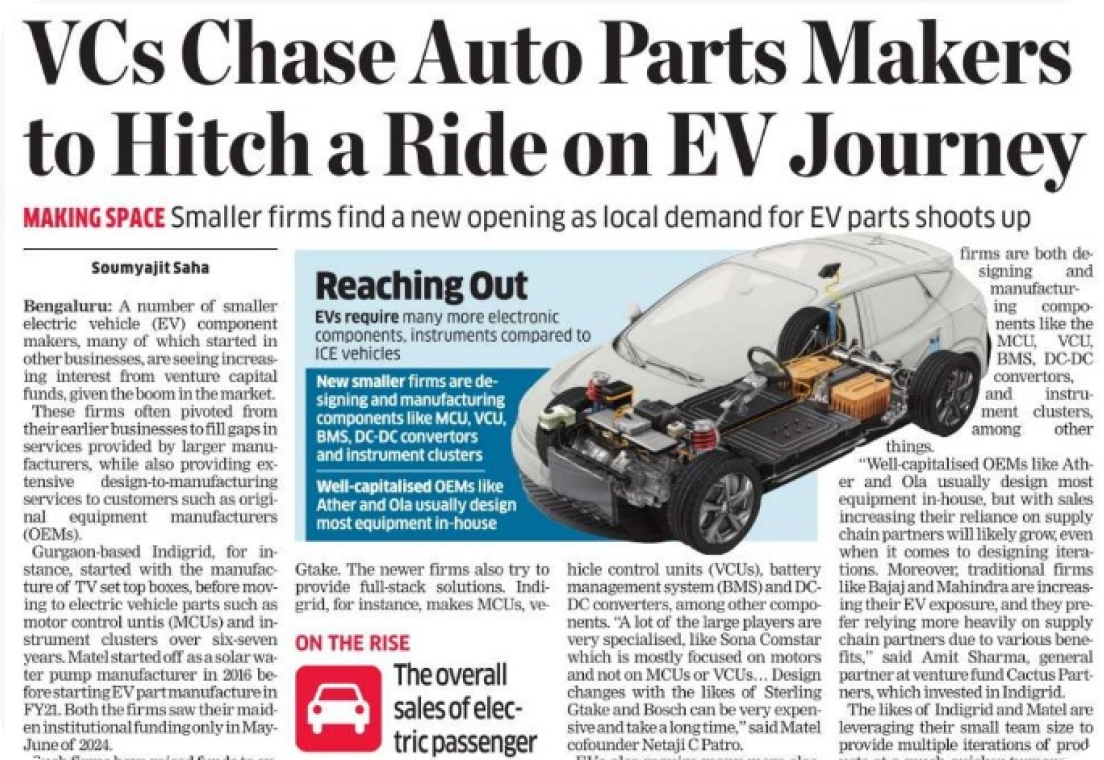 VCs Chase Auto Parts Makers
to Hitch a Ride on EV Journey
MAKING SPACE Smaller firms find a new opening as local demand for EV parts shoots up
Soumyajit Saha
Bengaluru: A number of smaller
electric vehicle (EV) component
makers, many of which started in
other businesses, are seeing increas-
ing interest from venture capital
funds, given the boom in the market.
These firms often pivoted from
their earlier businesses to fill gaps in
services provided by larger manu-
facturers, while also providing ex-
tensive design-to-manufacturing
services to customers such as origi-
nal equipment manufacturers
(OEMs).
Gurgaon-based Indigrid, for in-
stance, started with the manufac-
ture of TV set top boxes, before mov-
ing to electric vehicle parts such as
motor control untis (MCUs) and in-
strument clusters over six-seven
years. Matel started off as a solar wa-
ter pump manufacturer in 2016 be-
fore starting EV part manufacture in
FY21. Both the firms saw their maid-
en institutional funding only in May-
June of 2024.
Reaching Out
EVs require many more electronic
components, instruments compared to
ICE vehicles
New smaller firms are de-
signing and manufacturing
components like MCU, VCU,
BMS, DC-DC convertors
and instrument clusters
Well-capitalised OEMs like
Ather and Ola usually design
most equipment in-house
Gtake. The newer firms also try to
provide full-stack solutions. Indi-
grid, for instance, makes MCUs, ve-
ON THE RISE
The overall
sales of elec-
tric passenger
hicle control units (VCUs), battery
management system (BMS) and DC-
DC converters, among other compo-
nents. “A lot of the large players are
very specialised, like Sona Comstar
which is mostly focused on motors
and not on MCUs or VCUs... Design
changes with the likes of Sterling
Gtake and Bosch can be very expen-
sive and take a long time,” said Matel
cofounder Netaji C Patro.
firms are both de-
signing and
manufactur-
ing compo-
nents like the
MCU, VCU,
BMS, DC-DC
convertors,
and instru-
ment clusters,
among other
things.
“Well-capitalised OEMs like Ath-
er and Ola usually design most
equipment in-house, but with sales
increasing their reliance on supply
chain partners will likely grow, even
when it comes to designing itera-
tions. Moreover, traditional firms
like Bajaj and Mahindra are increas-
ing their EV exposure, and they pre-
fer relying more heavily on supply
chain partners due to various bene-
fits,” said Amit Sharma, general
partner at venture fund Cactus Part-
ners, which invested in Indigrid.
The likes of Indigrid and Matel are
leveraging their small team size to
provide multiple iterations of prod